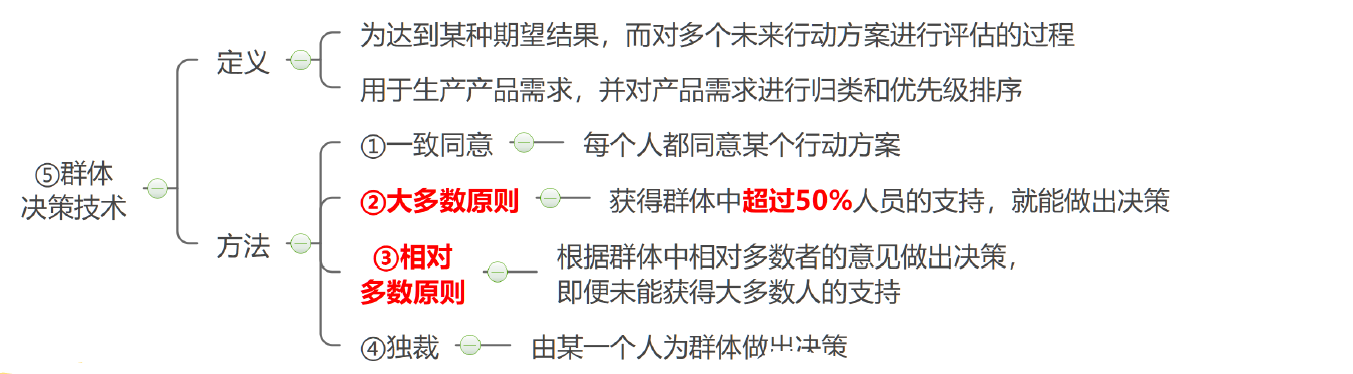 ⑤群体
决策技术
定义
为达到某种期望结果，而对多个未来行动方案进行评估的过程
用于生产产品需求，并对产品需求进行归类和优先级排序
方法
①一致同意
每个人都同意某个行动方案
②大多数原则
获得群体中超过50%人员的支持，就能做出决策
③相对
多数原则
根据群体中相对多数者的意见做出决策，
即便未能获得大多数人的支持
④独裁
由某一个人为群体做出决策